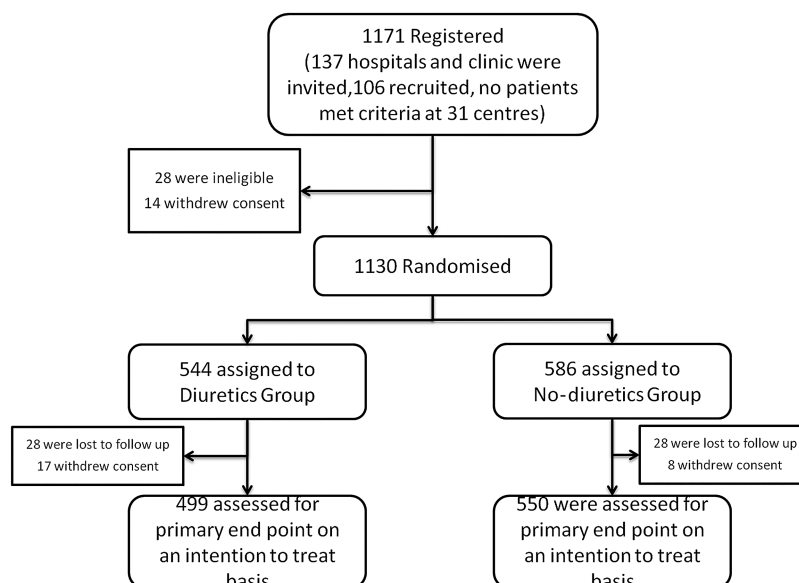 1171 Registered
(137 hospitals and clinic were
invited,106 recruited, no patients
met criteria at 31 centres)
28 were ineligible
14 withdrew consent
1130 Randomised
544 assigned to
Diuretics Group
586 assigned to
No-diuretics Group
28 were lost to follow up
17 withdrew consent
28 were lost to follow up
8 withdrew consent
499 assessed for
primary end point on
an intention to treat
basis
550 were assessed for
primary end point on
an intention to treat
basis